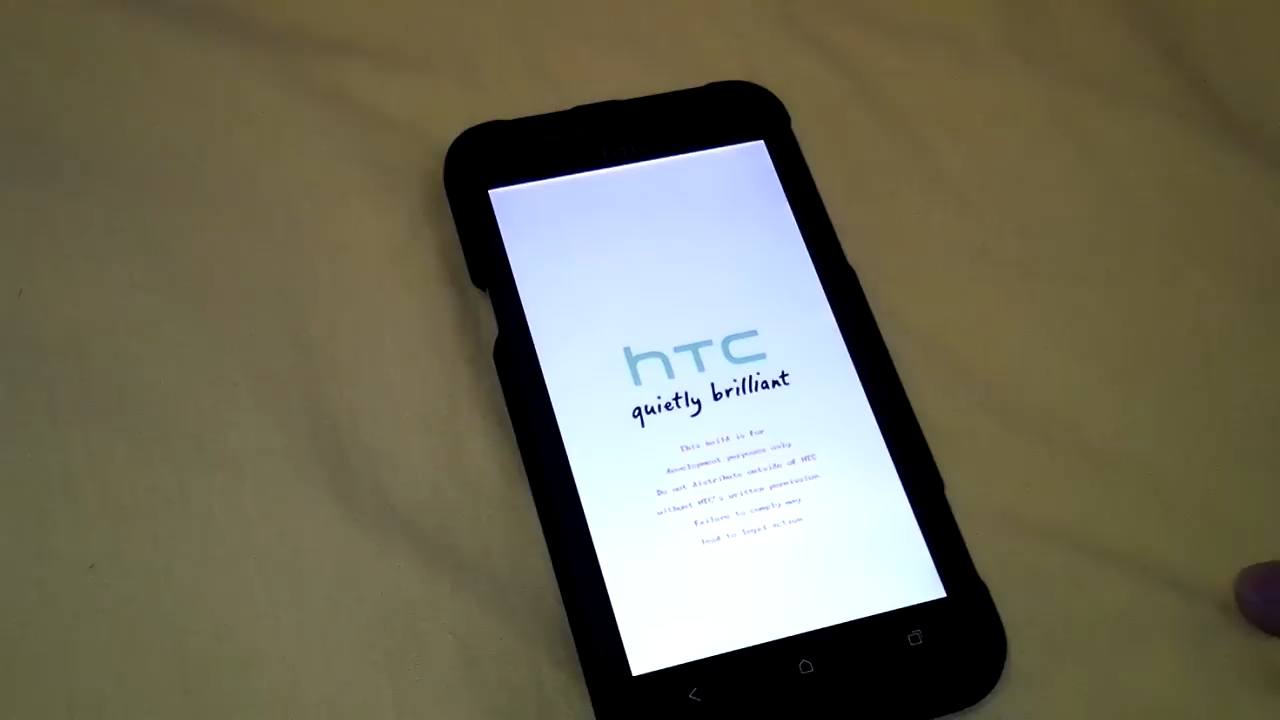 hTC
quietly brilliant
This build is for
development purposes only
Do not distribute outside of HTC
without HTC's written permission.
Failure to comply may
lead to legal action